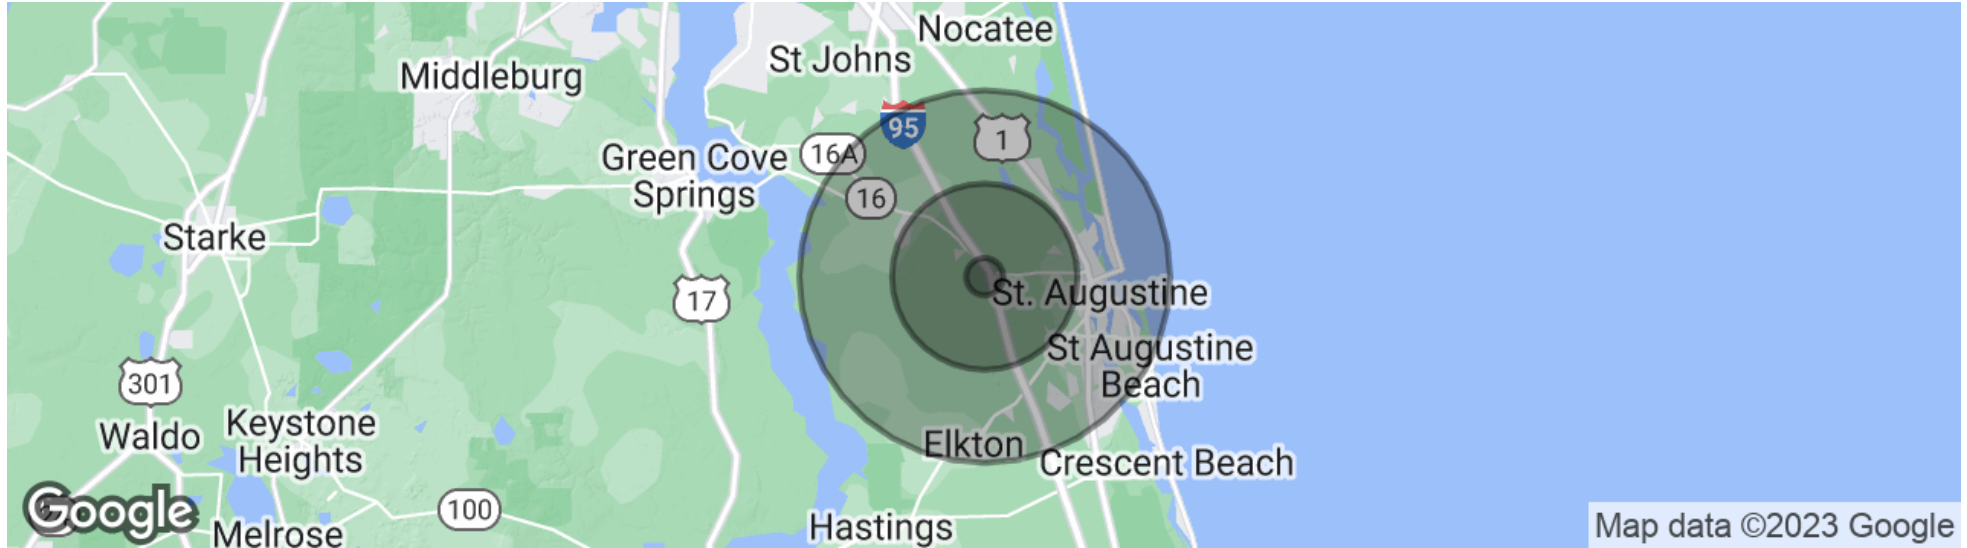 Nocatee
St Johns
Middleburg
95
1
16A
Green Cove
Springs
16
Starke
17
St. Augustine
St Augustine
Beach
301
Keystone
Heights
Waldo
Elkton
Crescent Beach
100
Google
Melrose
Hastings
Map data ©2023 Google